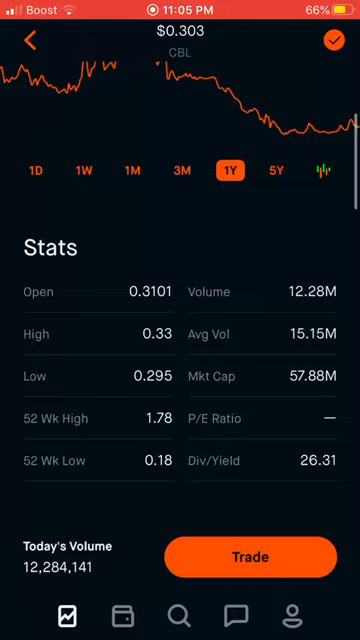 Boost 11:05 PM 66%
$0.303
CBL
1D 1W 1M 3M 1Y 5Y
Stats
Open 0.3101 Volume 12.28M
High 0.33 Avg Vol 15.15M
Low 0.295 Mkt Cap 57.88M
52 Wk High 1.78 P/E Ratio —
52 Wk Low 0.18 Div/Yield 26.31
Today's Volume
12,284,141
Trade